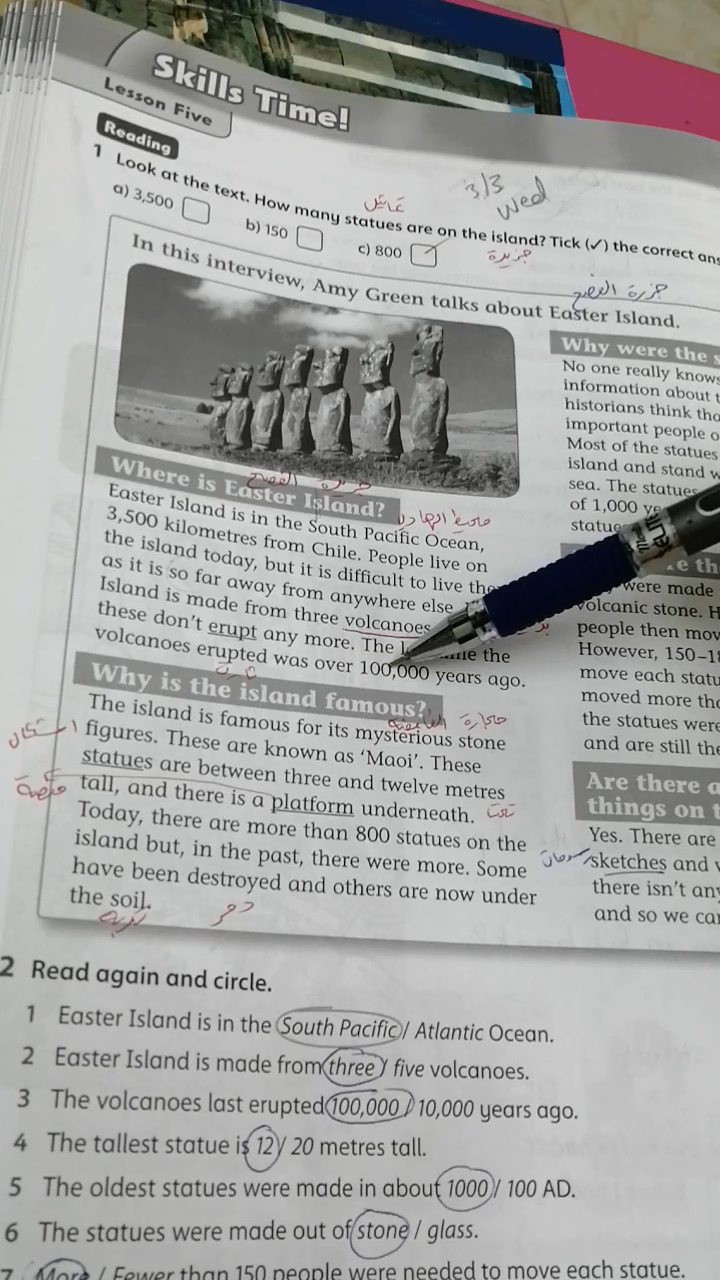 Skills Time!
Lesson Five
Reading
3/3
Wed
1 Look at the text. How many statues are on the island? Tick (✓) the correct ans
a) 3,500
b) 150
c) 800
جزيرة
In this interview, Amy Green talks about Easter Island.
Where is Easter Island?
Easter Island is in the South Pacific Ocean,
3,500 kilometres from Chile. People live on
the island today, but it is difficult to live
as it is so far away from anywhere else.
Island is made from three volcanoes
these don't erupt any more. The the
volcanoes erupted was over 100,000 years ago.
Why is the island famous?
The island is famous for its mysterious stone
figures. These are known as 'Maoi'. These
statues are between three and twelve metres
tall, and there is a platform underneath.
تحت
Today, there are more than 800 statues on the
island but, in the past, there were more. Some
have been destroyed and others are now under
the soil.
تربة
Why were the s
No one really knows
information about t
historians think tha
important people o
Most of the statues
island and stand w
sea. The statues
of 1,000 ye
statue
e th
were made
volcanic stone. H
people then mov
However, 150–18
move each statu
moved more tho
the statues were
and are still the
Are there a
things on t
Yes. There are
sketches and v
there isn't any
and so we car
2 Read again and circle.
1 Easter Island is in the South Pacific / Atlantic Ocean.
2 Easter Island is made from three / five volcanoes.
3 The volcanoes last erupted 100,000 / 10,000 years ago.
4 The tallest statue is 12 / 20 metres tall.
5 The oldest statues were made in about 1000 / 100 AD.
6 The statues were made out of stone / glass.
7 More / Fewer than 150 people were needed to move each statue.